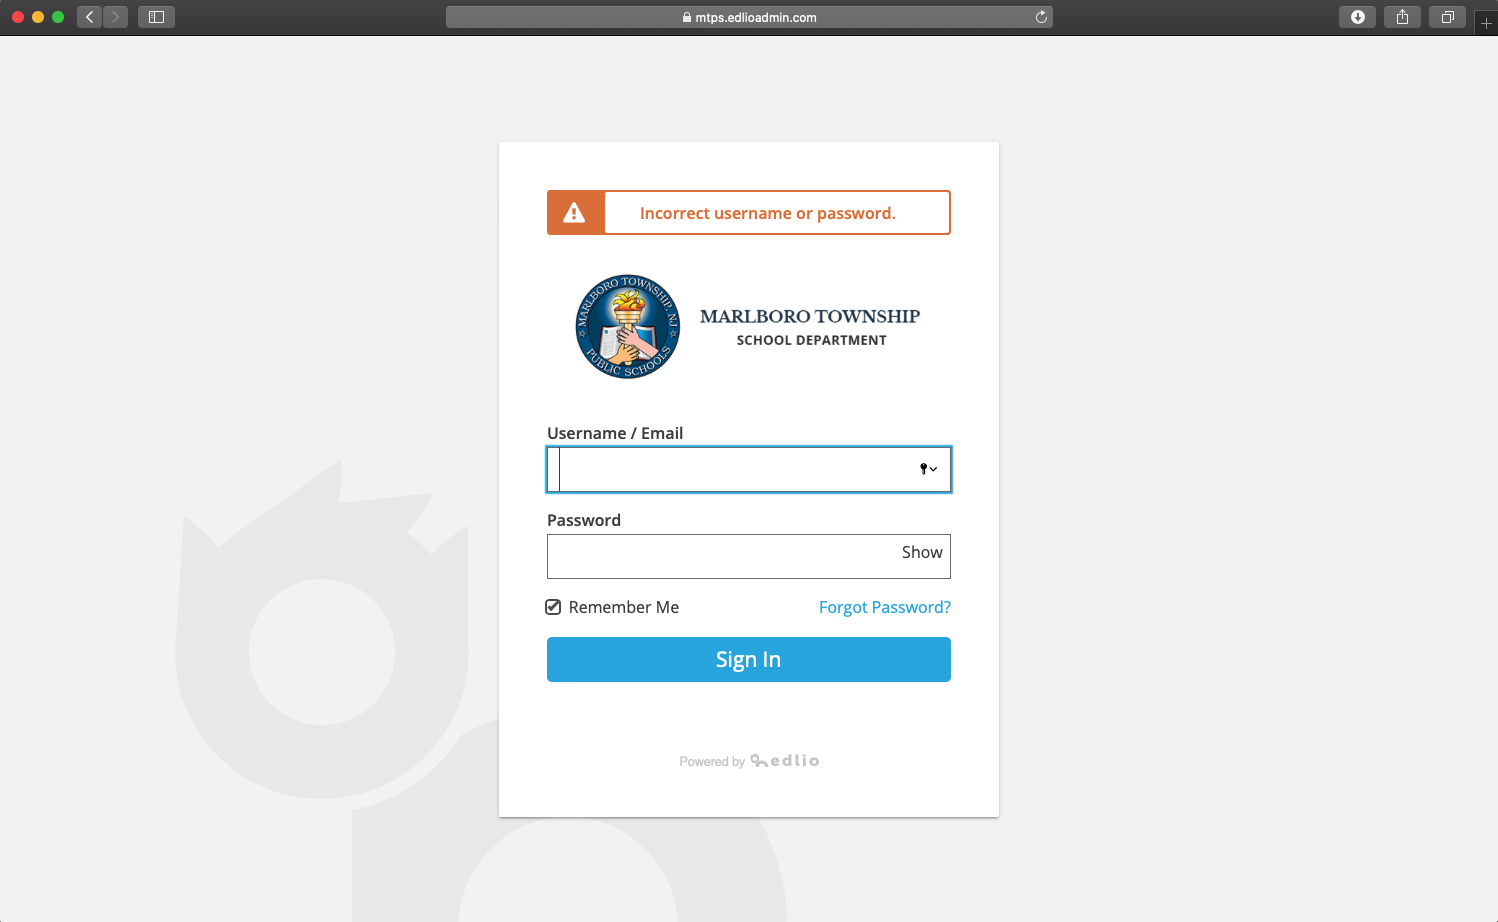 mtps.edlioadmin.com
Incorrect username or password.
MARLBORO TOWNSHIP, NJ
PUBLIC SCHOOLS
MARLBORO TOWNSHIP
SCHOOL DEPARTMENT
Username / Email
Password
Show
Remember Me
Forgot Password?
Sign In
Powered by edlio